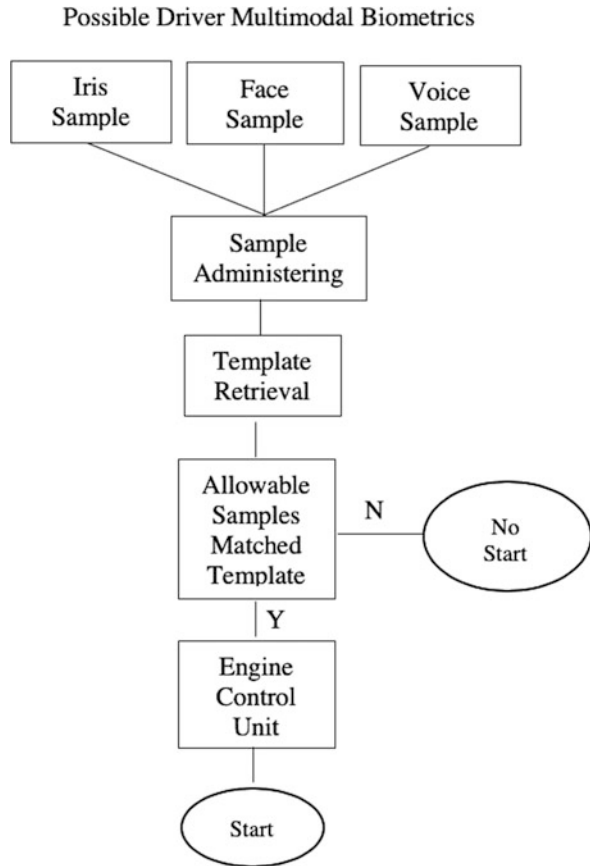 Possible Driver Multimodal Biometrics
Iris
Sample
Face
Sample
Voice
Sample
Sample
Administering
Template
Retrieval
Allowable
Samples
Matched
Template
N
No
Start
Y
Engine
Control
Unit
Start